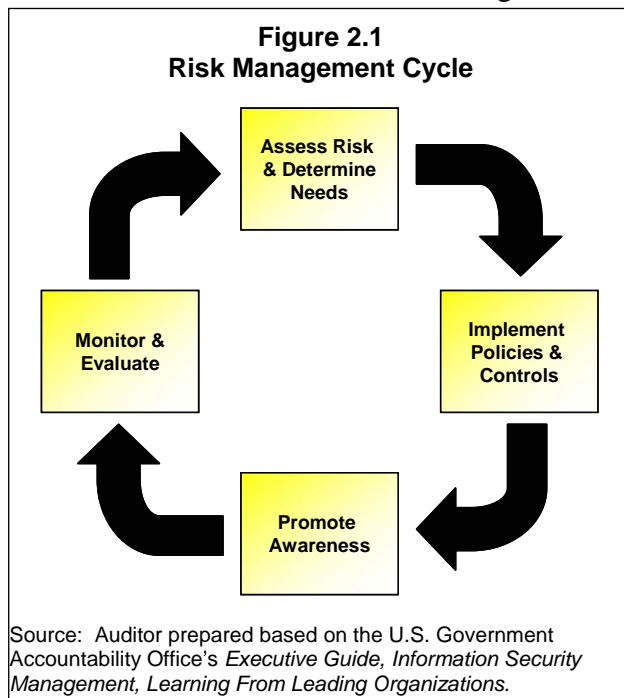 Figure 2.1
Risk Management Cycle
Assess Risk
& Determine
Needs
Monitor &
Evaluate
Implement
Policies &
Controls
Promote
Awareness
Source:  Auditor prepared based on the U.S. Government
Accountability Office's Executive Guide, Information Security
Management, Learning From Leading Organizations.